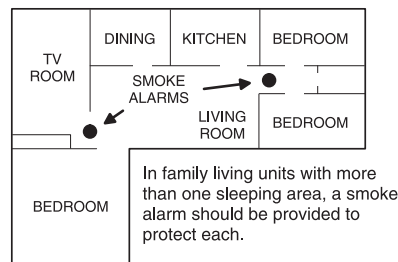 DINING
KITCHEN
BEDROOM
TV
ROOM
SMOKE
ALARMS
LIVING
ROOM
BEDROOM
BEDROOM
In family living units with more
than one sleeping area, a smoke
alarm should be provided to
protect each.